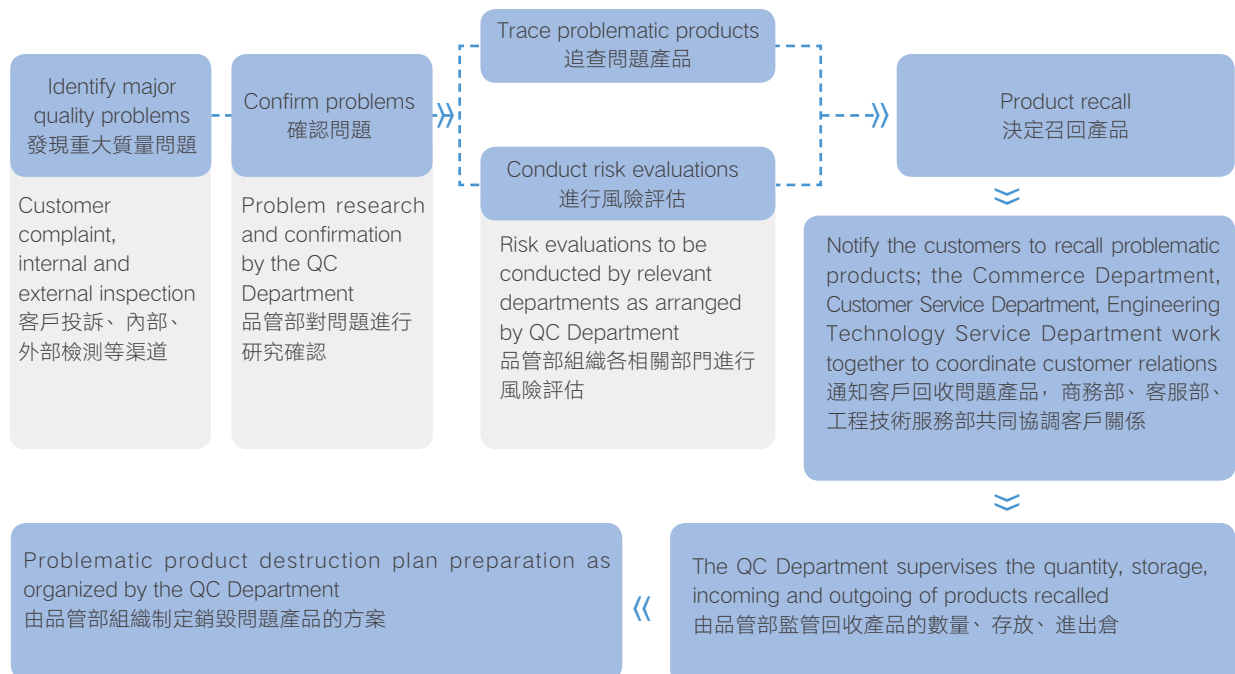 Identify major
quality problems
發現重大質量問題
Customer
complaint,
internal and
external inspection
客戶投訴、內部、
外部檢測等渠道
Confirm problems
確認問題
Problem research
and confirmation
by the QC
Department
品管部對問題進行
研究確認
Trace problematic products
追查問題產品
Conduct risk evaluations
進行風險評估
Risk evaluations to be
conducted by relevant
departments as arranged
by QC Department
品管部組織各相關部門進行
風險評估
Product recall
決定召回產品
Notify the customers to recall problematic
products; the Commerce Department,
Customer Service Department, Engineering
Technology Service Department work
together to coordinate customer relations
通知客戶回收問題產品，商務部、客服部、
工程技術服務部共同協調客戶關係
The QC Department supervises the quantity, storage,
incoming and outgoing of products recalled
由品管部監管回收產品的數量、存放、進出倉
Problematic product destruction plan preparation as
organized by the QC Department
由品管部組織制定銷毀問題產品的方案